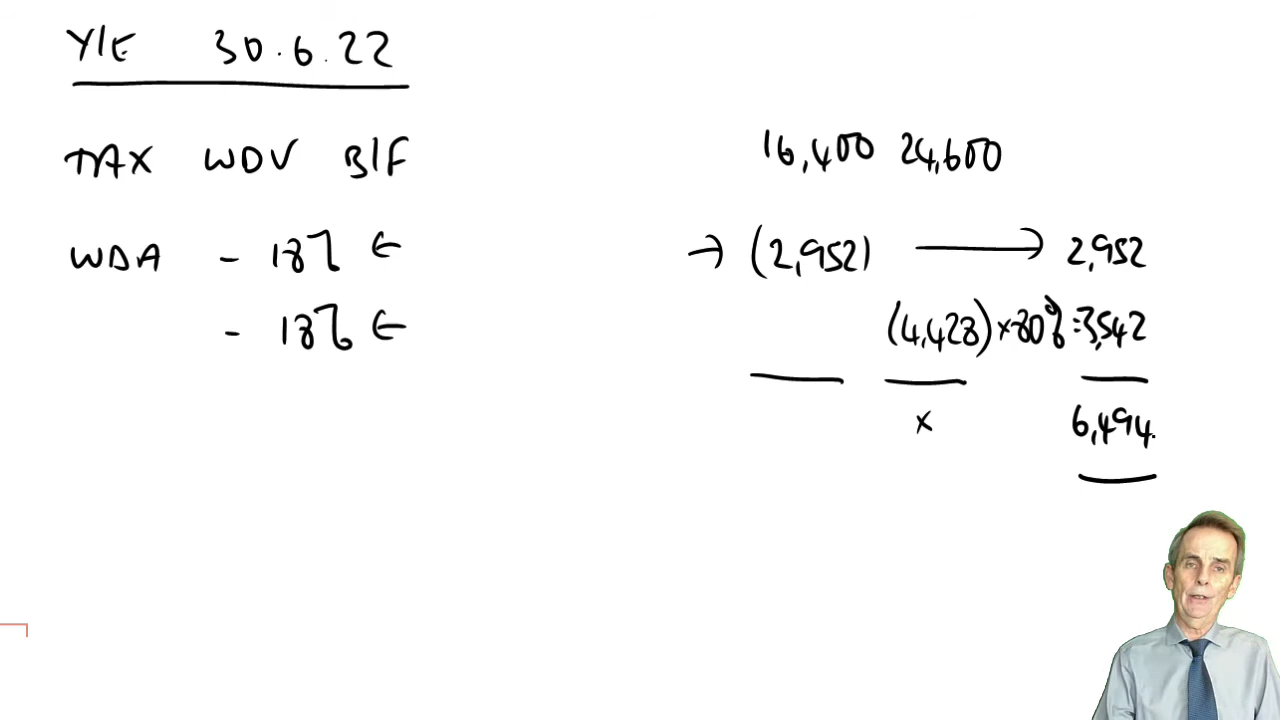 Y/E 30.6.22
TAX WDV B/F 16,400 24,600
WDA - 18% ← → (2,952) → 2,952
- 18% ← (4,428) × 80% = 3,542
x 6,494.